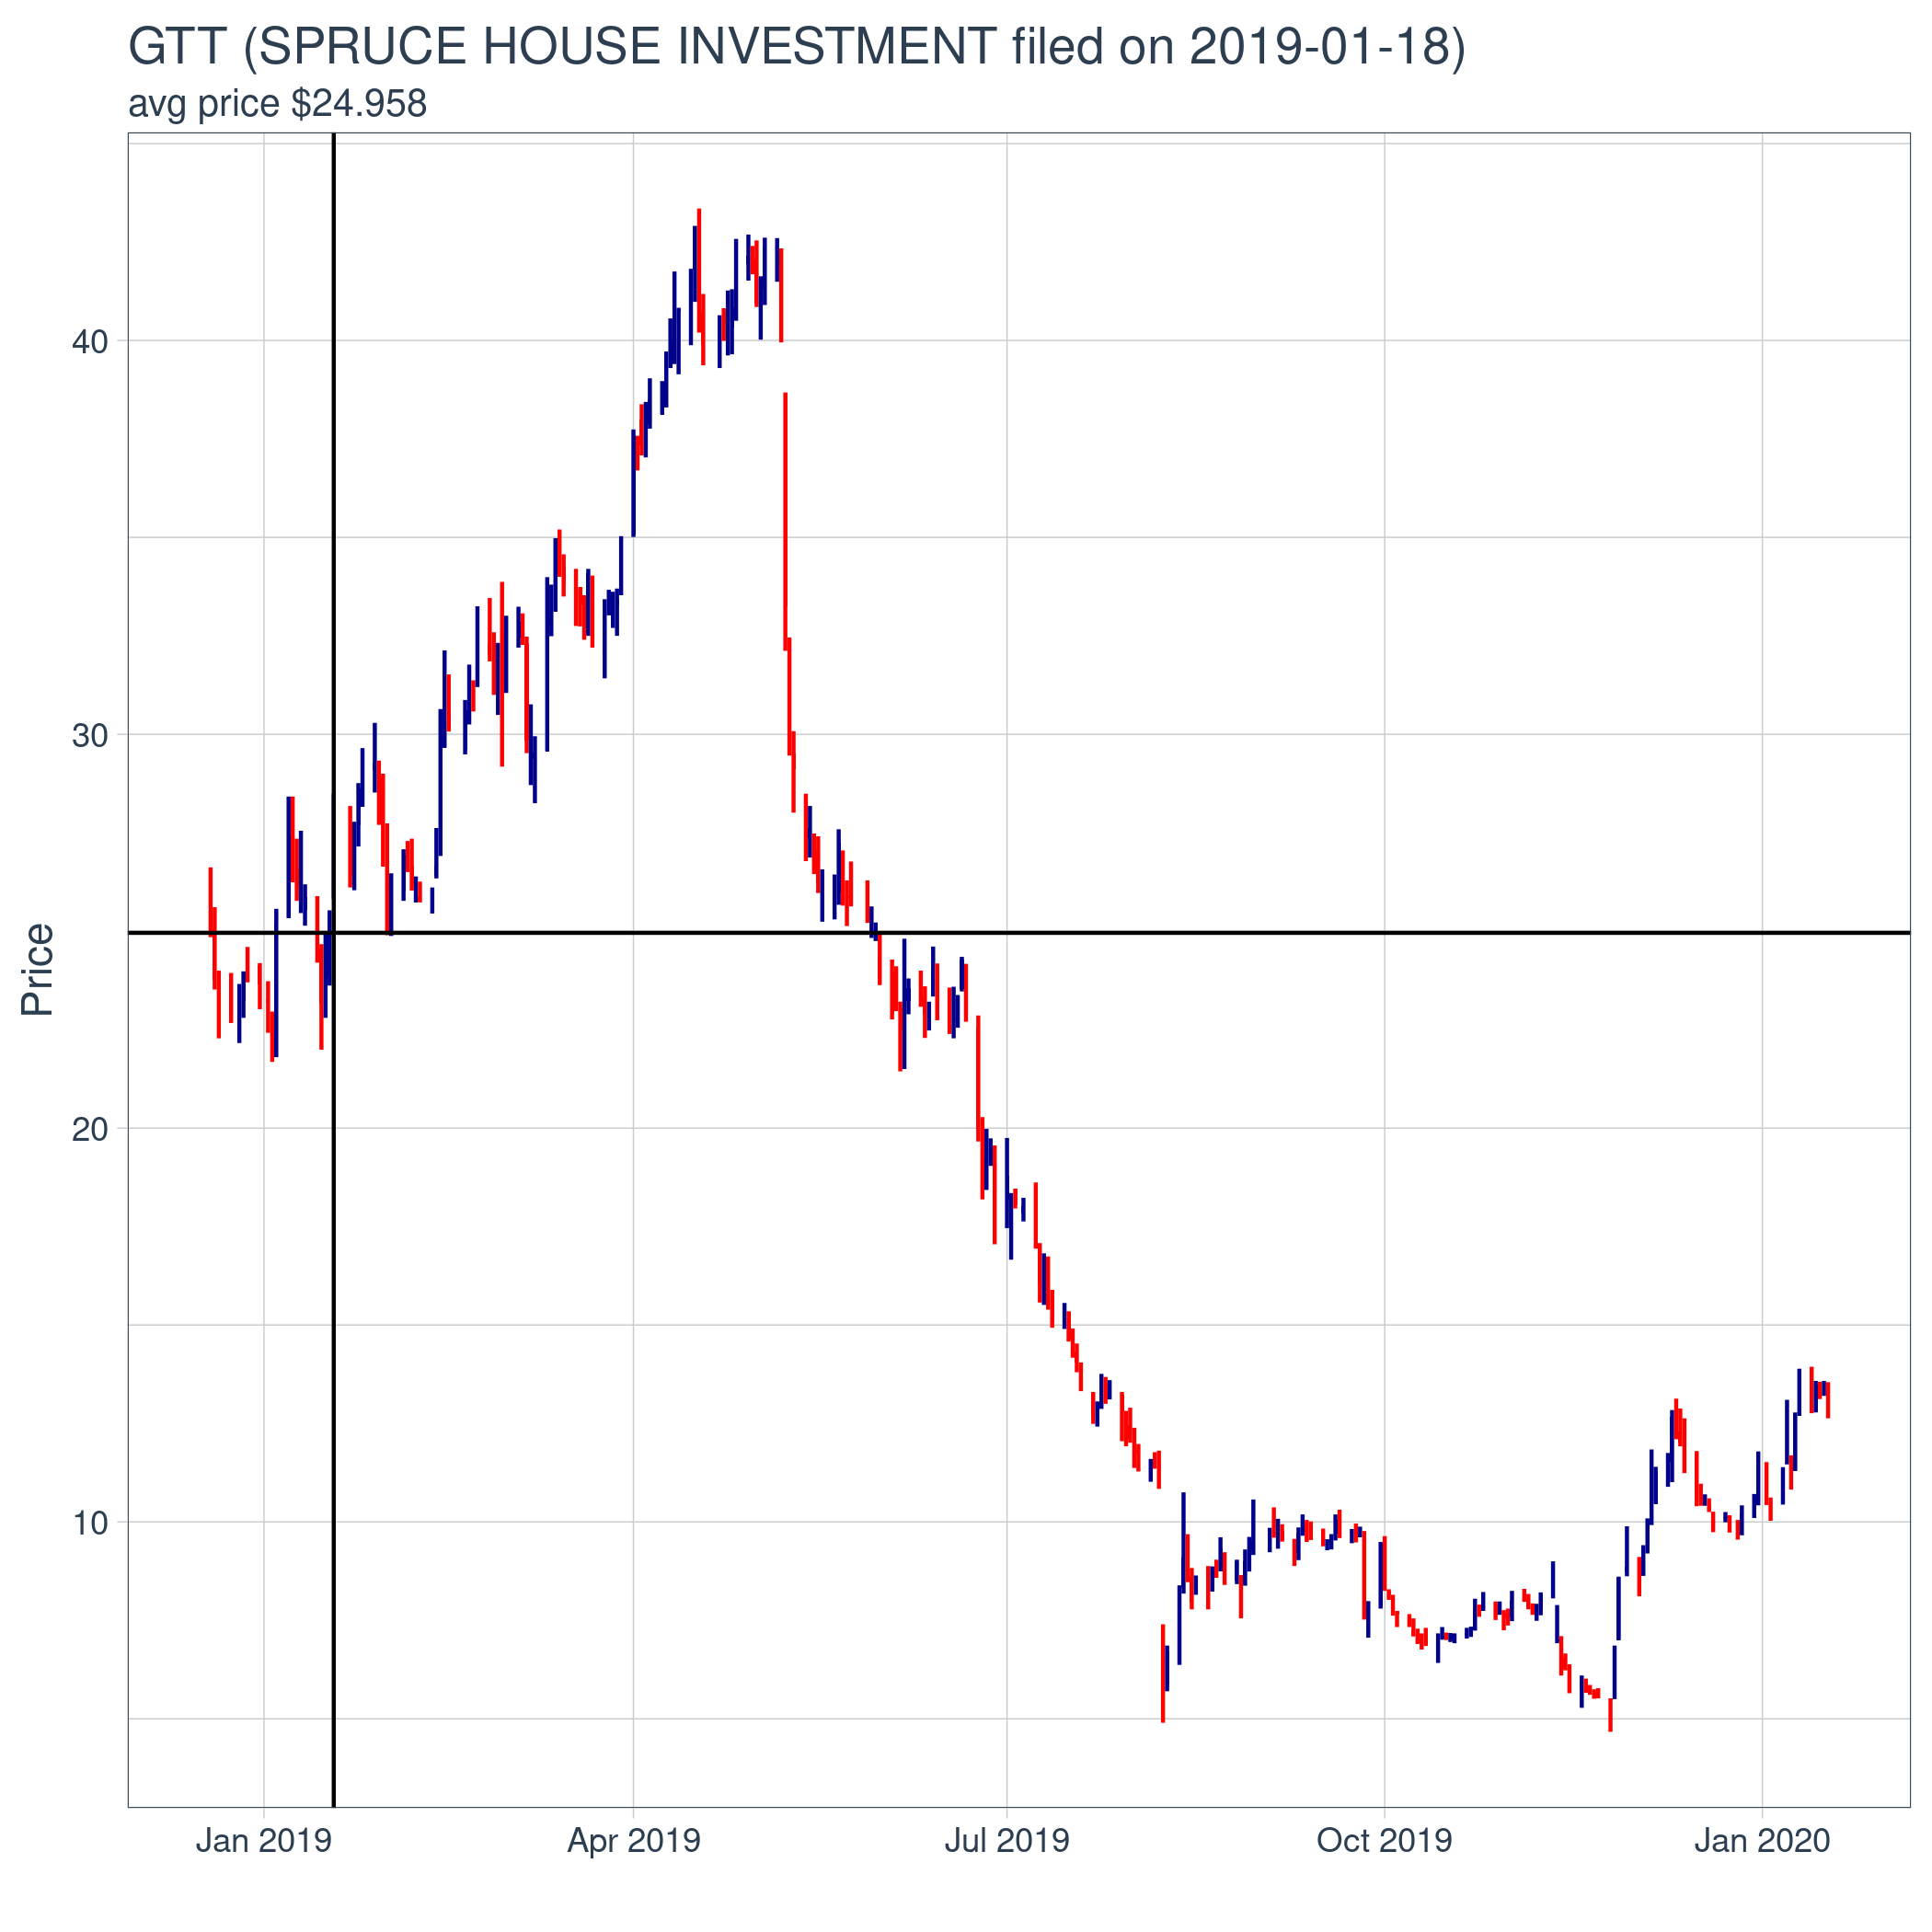 GTT (SPRUCE HOUSE INVESTMENT filed on 2019-01-18)
avg price $24.958
40
30
20
10
Price
Jan 2019
Apr 2019
Jul 2019
Oct 2019
Jan 2020